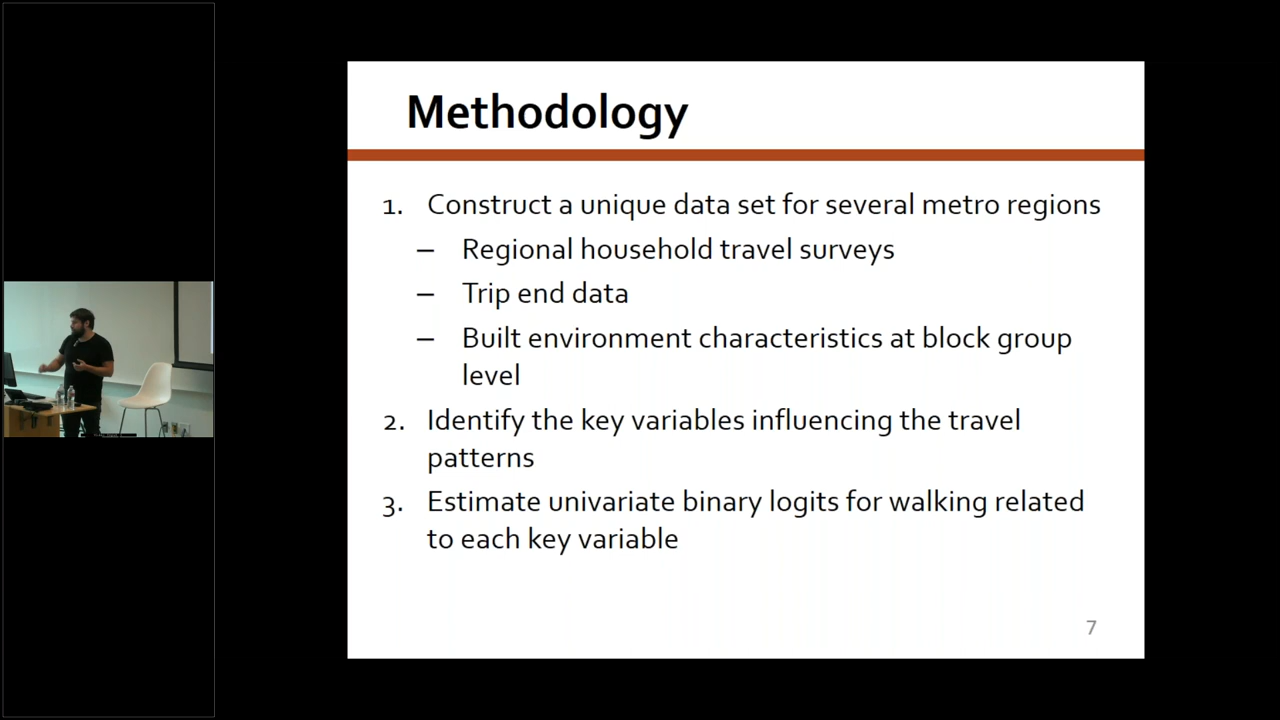 Methodology
1. Construct a unique data set for several metro regions
– Regional household travel surveys
– Trip end data
– Built environment characteristics at block group
level
2. Identify the key variables influencing the travel
patterns
3. Estimate univariate binary logits for walking related
to each key variable
7